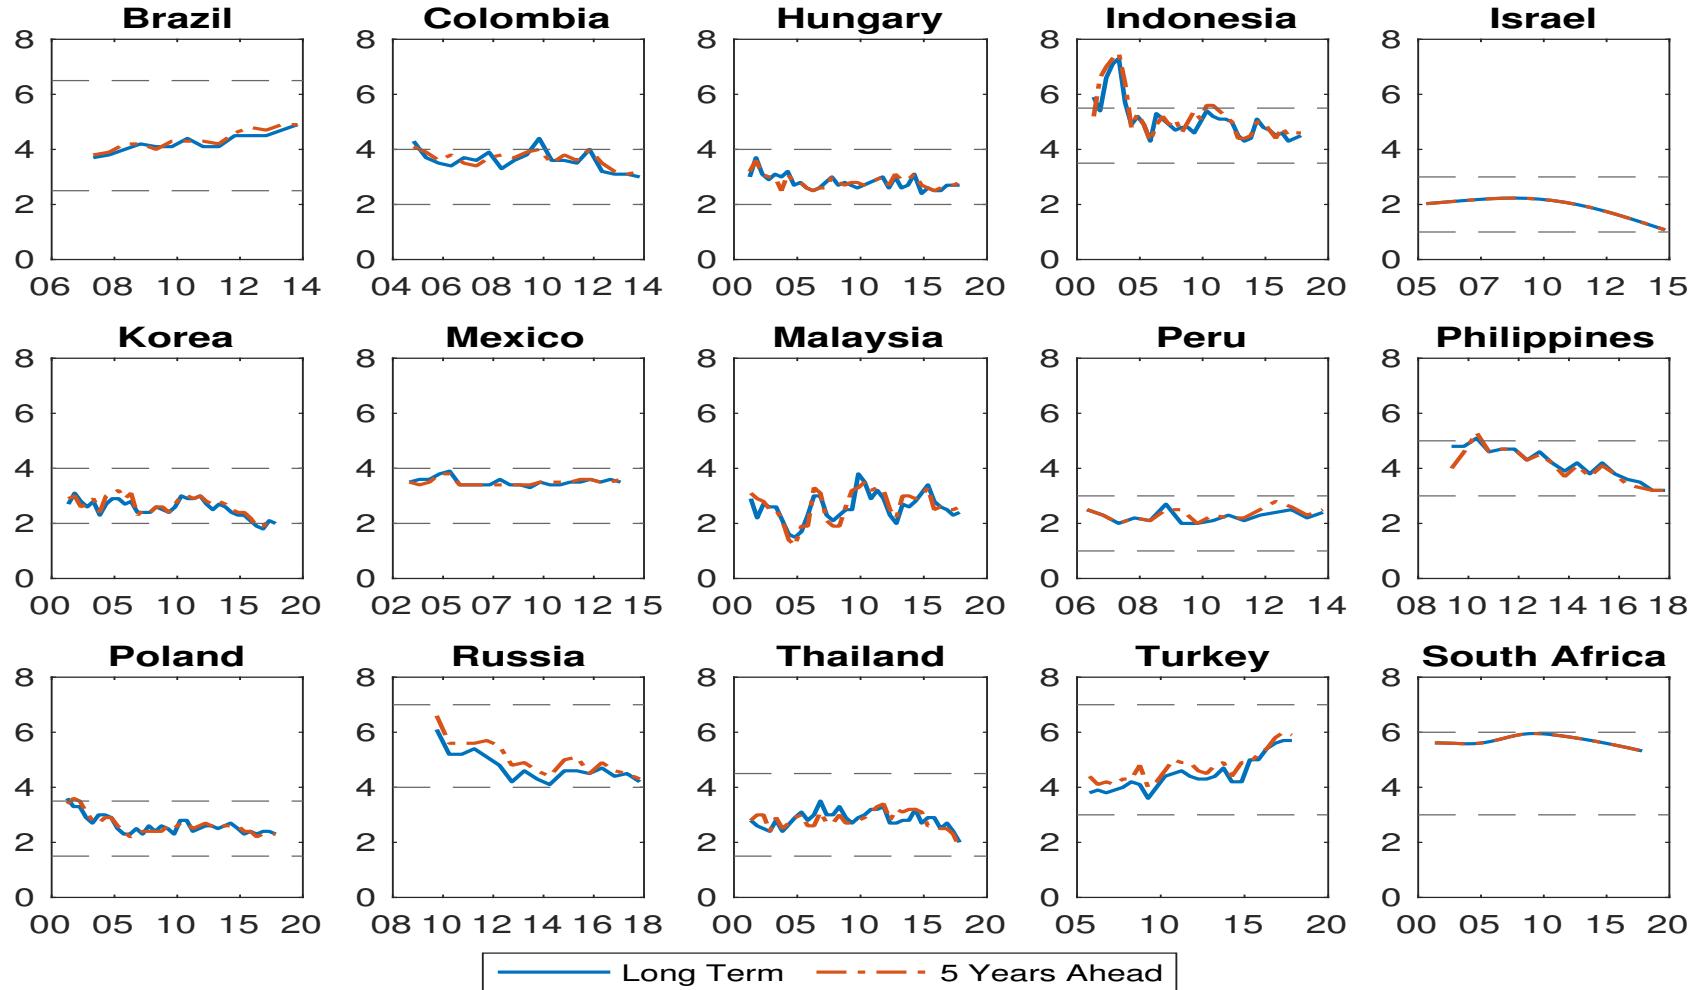 Brazil Colombia Hungary Indonesia Israel
8 8 8 8 8
6 6 6 6 6
4 4 4 4 4
2 2 2 2 2
0 0 0 0 0
06 08 10 12 14 04 06 08 10 12 14 00 05 10 15 20 00 05 10 15 20 05 07 10 12 15
Korea Mexico Malaysia Peru Philippines
8 8 8 8 8
6 6 6 6 6
4 4 4 4 4
2 2 2 2 2
0 0 0 0 0
00 05 10 15 20 02 05 07 10 12 15 00 05 10 15 20 06 08 10 12 14 08 10 12 14 16 18
Poland Russia Thailand Turkey South Africa
8 8 8 8 8
6 6 6 6 6
4 4 4 4 4
2 2 2 2 2
0 0 0 0 0
00 05 10 15 20 08 10 12 14 16 18 00 05 10 15 20 05 10 15 20 00 05 10 15 20
Long Term 5 Years Ahead